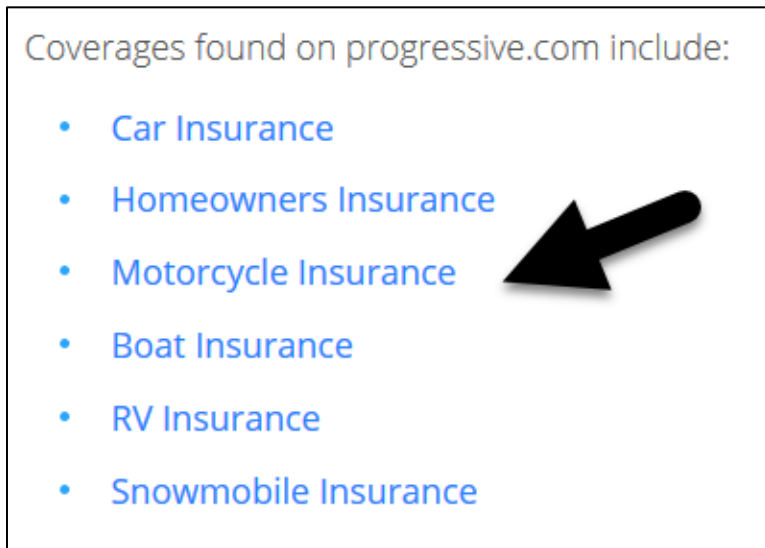 Coverages found on progressive.com include:
• Car Insurance
• Homeowners Insurance
• Motorcycle Insurance
• Boat Insurance
• RV Insurance
• Snowmobile Insurance